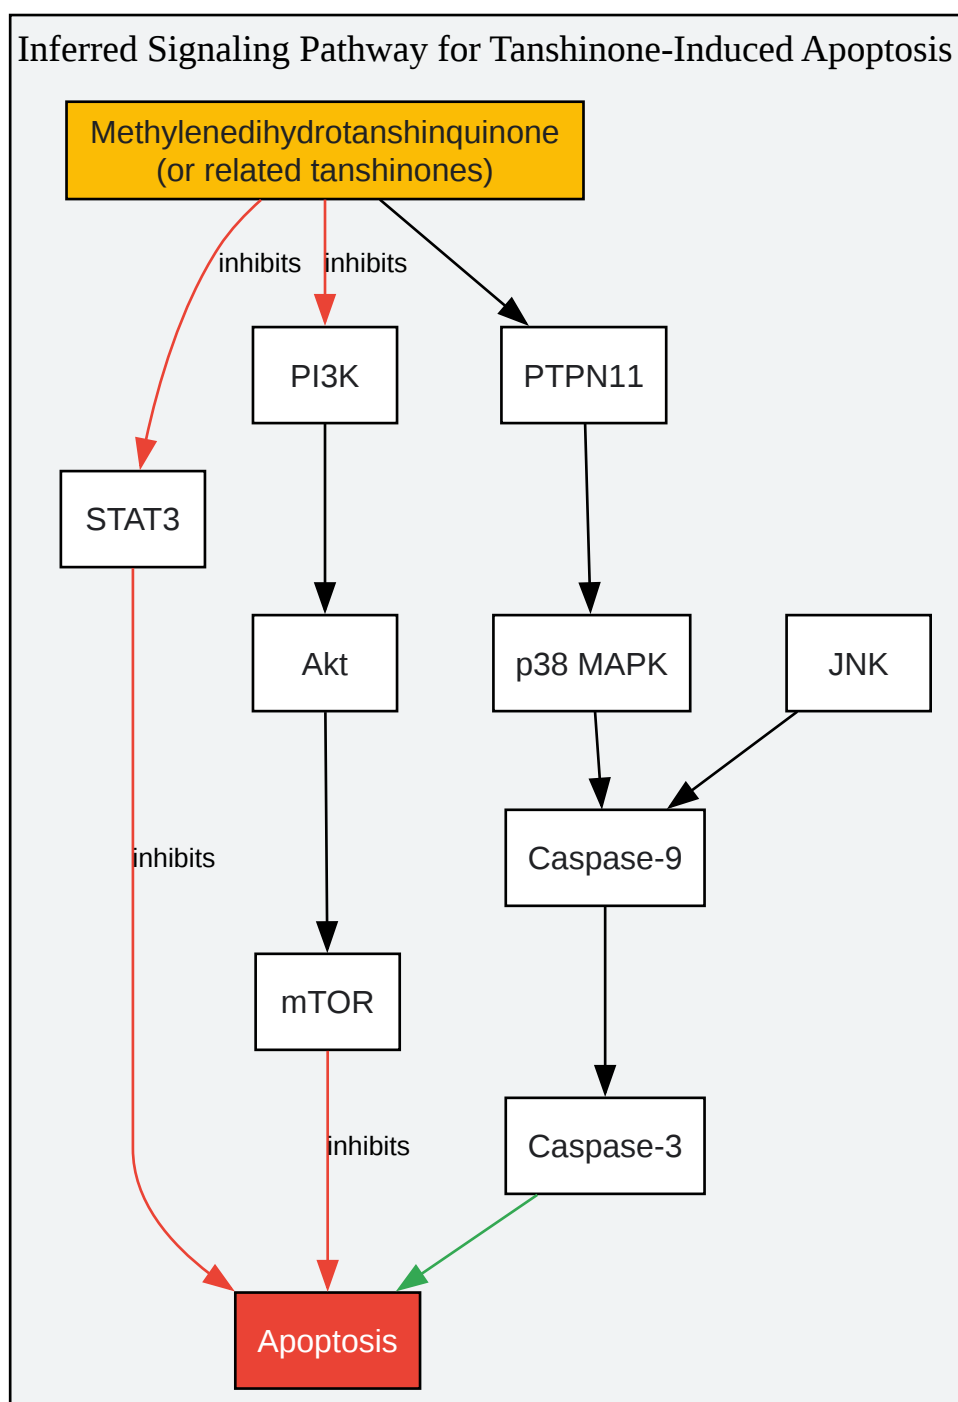 Inferred Signaling Pathway for Tanshinone-Induced Apoptosis
Methylenedihydrotanshinquinone
(or related tanshinones)
inhibits
inhibits
PI3K
PTPN11
STAT3
Akt
p38 MAPK
JNK
inhibits
Caspase-9
mTOR
inhibits
Caspase-3
Apoptosis